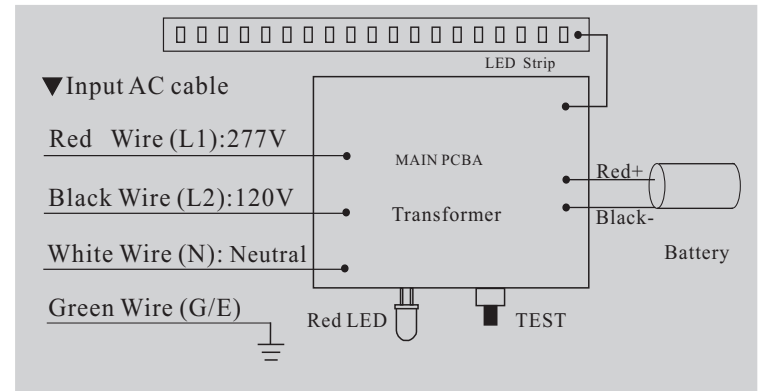 LED Strip
▼Input AC cable
Red Wire (L1):277V
MAIN PCBA
Red+
Black Wire (L2):120V
Transformer
Black-
White Wire (N): Neutral
Battery
Green Wire (G/E)
Red LED
TEST